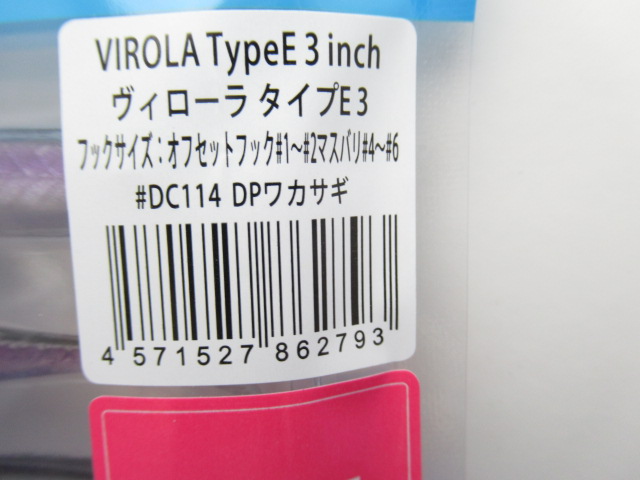 VIROLA TypeE 3 inch
ヴィローラ タイプE 3
フックサイズ:オフセットフック#1～#2マスバリ#4～#6
#DC114 DPワカサギ
4 571527 862793